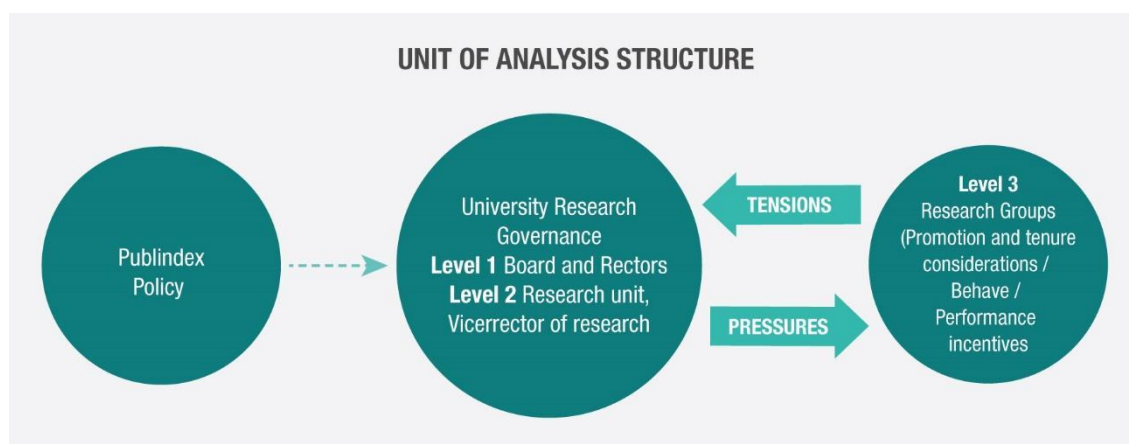 UNIT OF ANALYSIS STRUCTURE
Publindex
Policy
University Research
Governance
Level 1 Board and Rectors
Level 2 Research unit,
Vicerrector of research
TENSIONS
PRESSURES
Level 3
Research Groups
(Promotion and tenure
considerations /
Behave /
Performance
incentives